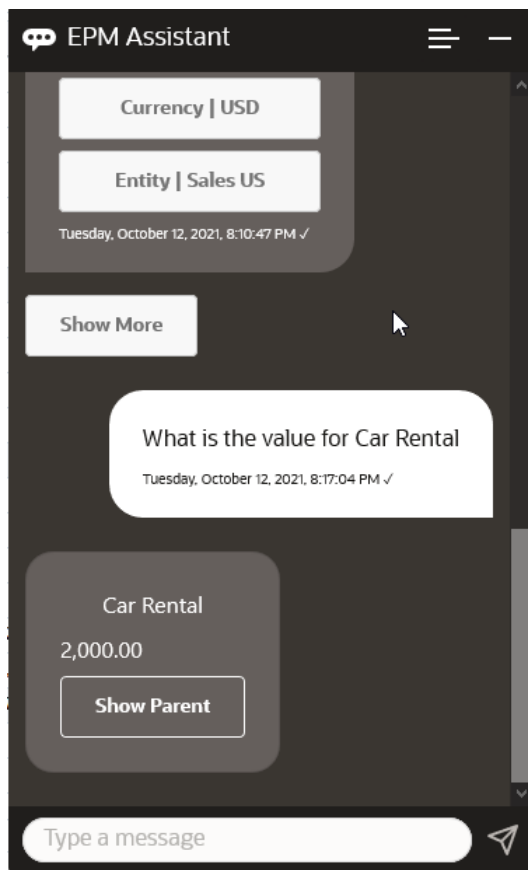 EPM Assistant
Currency | USD
Entity | Sales US
Tuesday, October 12, 2021, 8:10:47 PM ✓
Show More
What is the value for Car Rental
Tuesday, October 12, 2021, 8:17:04 PM ✓
Car Rental
2,000.00
Show Parent
Type a message